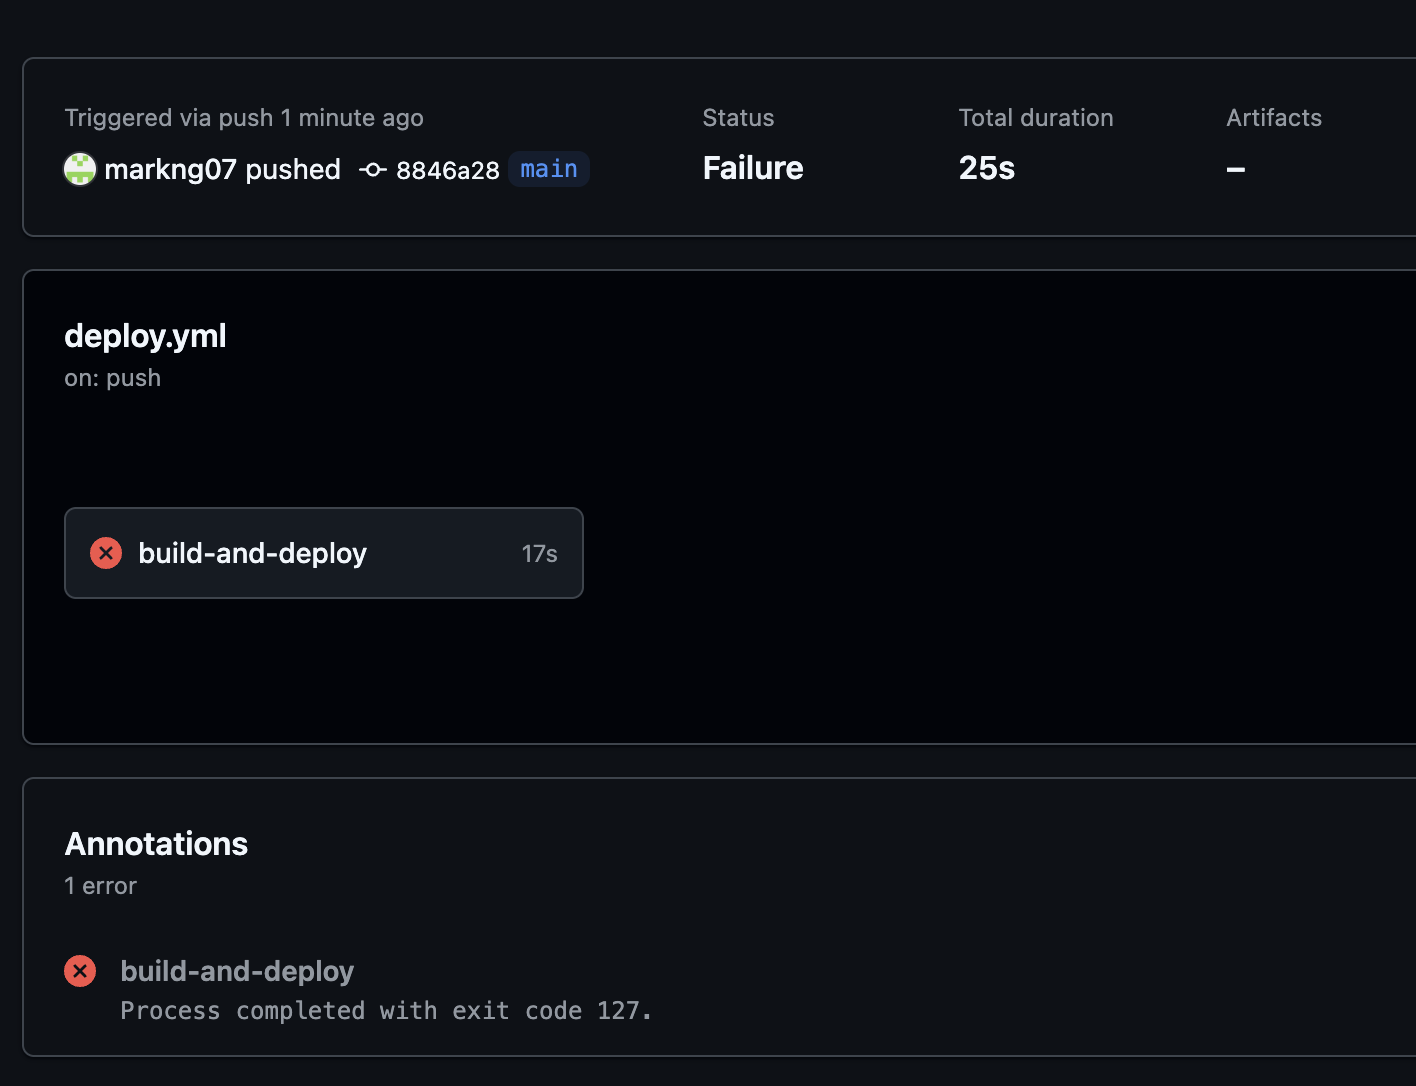 Triggered via push 1 minute ago
markng07 pushed 8846a28 main
Status
Failure
Total duration
25s
Artifacts
–
deploy.yml
on: push
build-and-deploy 17s
Annotations
1 error
build-and-deploy
Process completed with exit code 127.